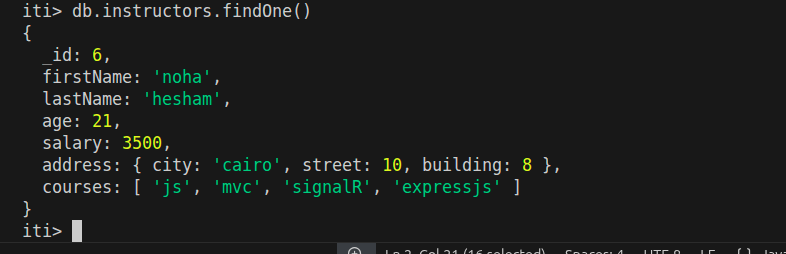 iti> db.instructors.findOne()
{
  _id: 6,
  firstName: 'noha',
  lastName: 'hesham',
  age: 21,
  salary: 3500,
  address: { city: 'cairo', street: 10, building: 8 },
  courses: [ 'js', 'mvc', 'signalR', 'expressjs' ]
}
iti>
Ln 2, Col 21 (16 selected) Spaces: 4 UTF-8 LF { } Java